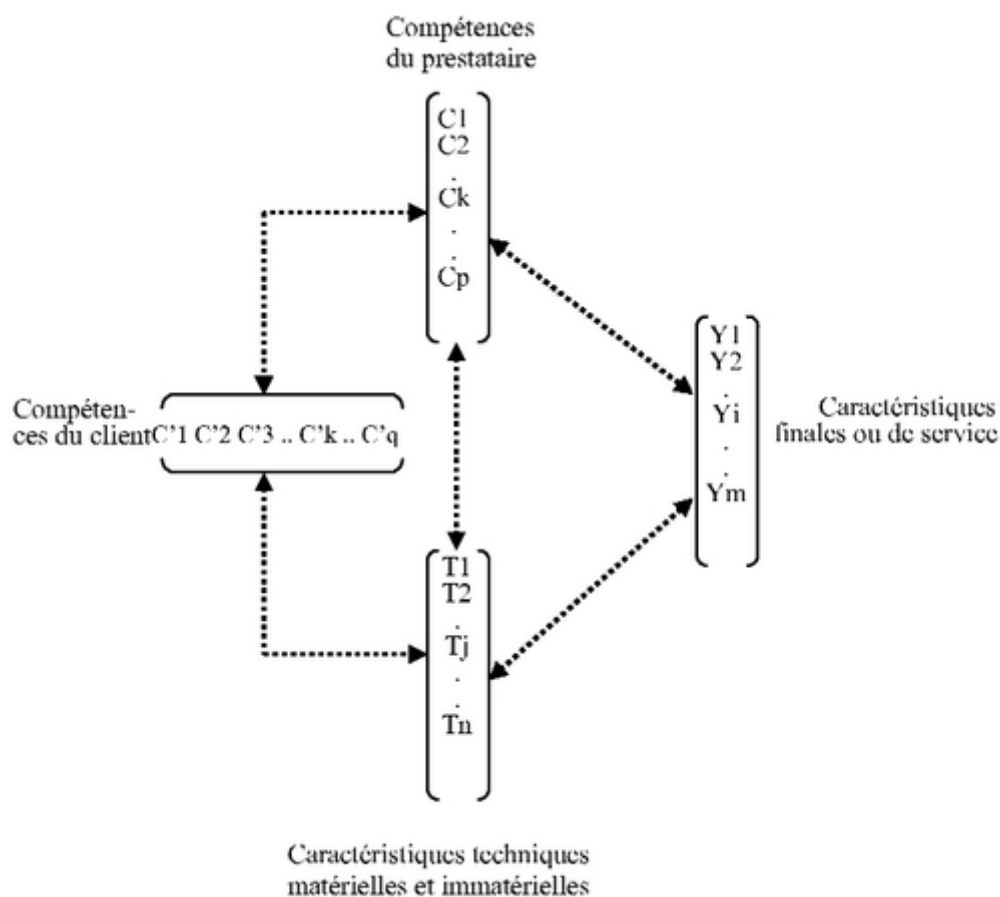 Compétences
du prestataire
C1
C2
.
Ck
.
.
Cp
Compéten-
ces du client
C'1 C'2 C'3 .. C'k .. C'q
Y1
Y2
.
Yi
.
.
Ym
Caractéristiques
finales ou de service
T1
T2
.
Tj
.
.
Tn
Caractéristiques techniques
matérielles et immatérielles